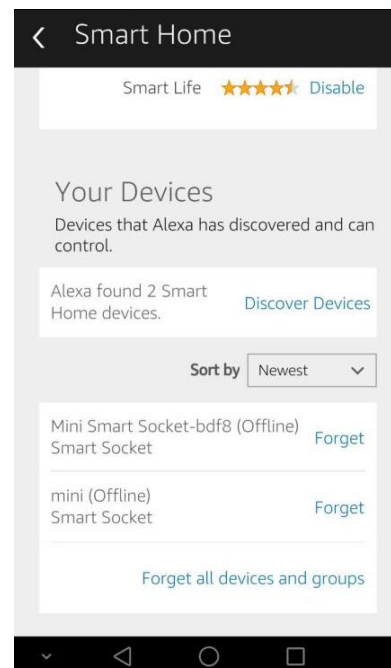 Smart Home
Smart Life Disable
Your Devices
Devices that Alexa has discovered and can
control.
Alexa found 2 Smart
Home devices.
Discover Devices
Sort by Newest
Mini Smart Socket-bdf8 (Offline)
Smart Socket
Forget
mini (Offline)
Smart Socket
Forget
Forget all devices and groups